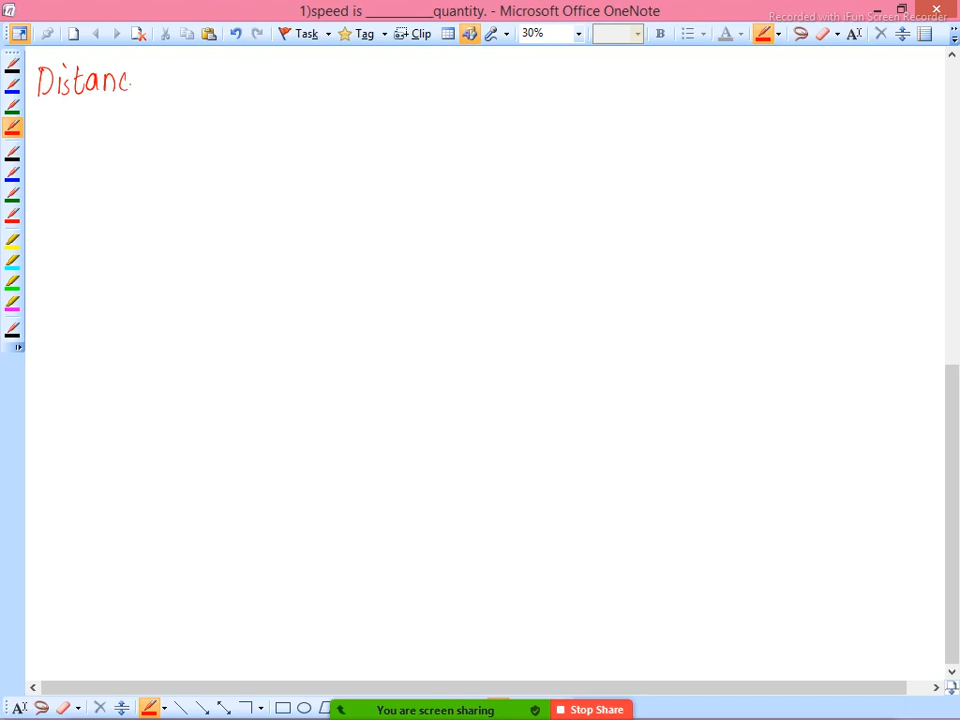 1)speed is __________quantity. - Microsoft Office OneNote
Recorded with iFun Screen Recorder
Task Tag Clip 30% B A
Distanc
You are screen sharing Stop Share